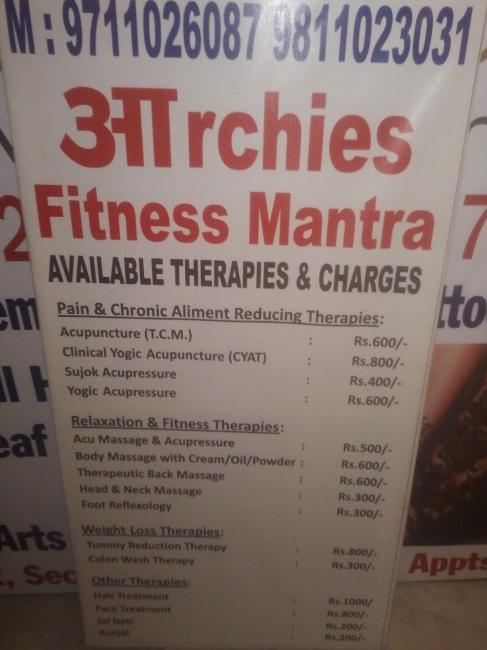 M : 9711026087 9811023031
आrchies
Fitness Mantra
AVAILABLE THERAPIES & CHARGES
Pain & Chronic Aliment Reducing Therapies:
Acupuncture (T.C.M.) : Rs.600/-
Clinical Yogic Acupuncture (CYAT) : Rs.800/-
Sujok Acupressure : Rs.400/-
Yogic Acupressure : Rs.600/-
Relaxation & Fitness Therapies:
Acu Massage & Acupressure : Rs.500/-
Body Massage with Cream/Oil/Powder : Rs.600/-
Therapeutic Back Massage : Rs.600/-
Head & Neck Massage : Rs.300/-
Foot Reflexology : Rs.300/-
Weight Loss Therapies:
Tummy Reduction Therapy : Rs.800/-
Colon Wash Therapy : Rs.300/-
Other Therapies:
Hair Treatment : Rs.1000/
Face Treatment : Rs.800/-
Jal Neti : Rs.200/-
Kunjal : Rs.200/-
Arts
Appts